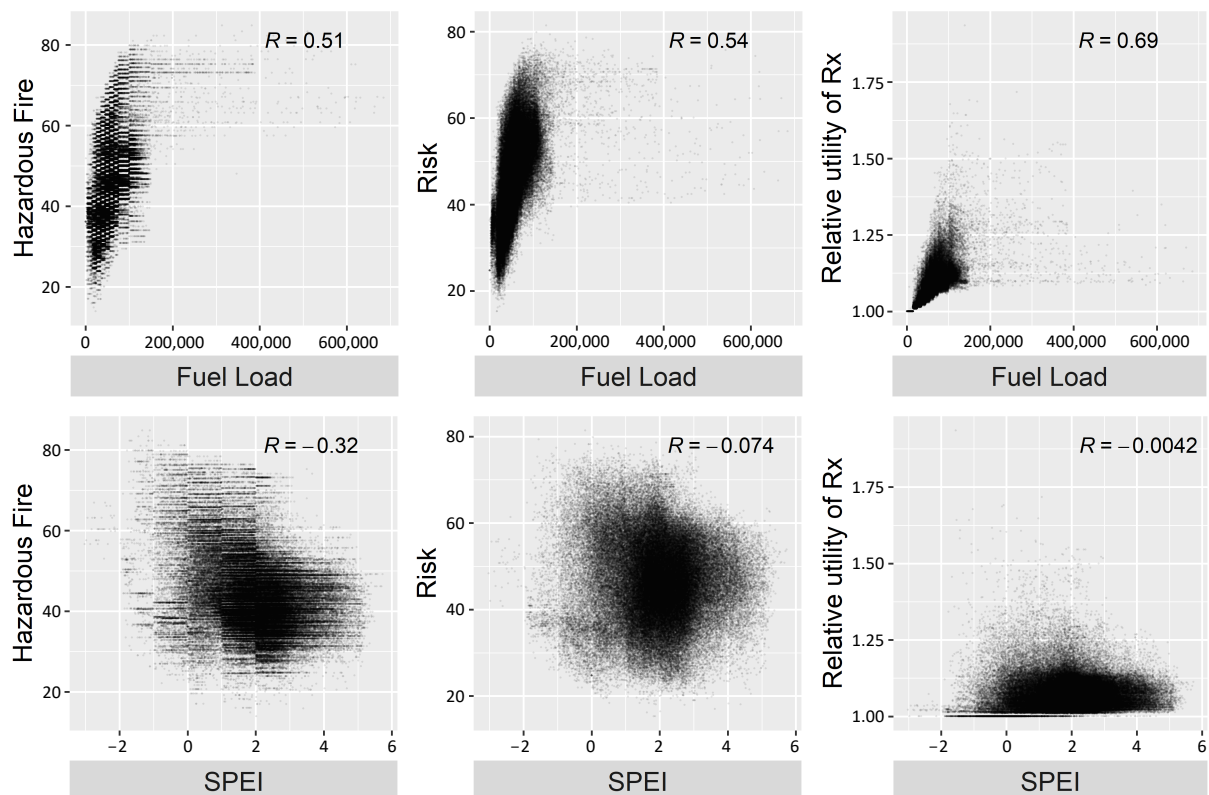 R = 0.51
Hazardous Fire
80
60
40
20
0
200,000
400,000
600,000
Fuel Load
R = 0.54
Risk
80
60
40
20
0
200,000
400,000
600,000
Fuel Load
R = 0.69
Relative utility of Rx
1.75
1.50
1.25
1.00
0
200,000
400,000
600,000
Fuel Load
R = −0.32
Hazardous Fire
80
60
40
20
−2
0
2
4
6
SPEI
R = −0.074
Risk
80
60
40
20
−2
0
2
4
6
SPEI
R = −0.0042
Relative utility of Rx
1.75
1.50
1.25
1.00
−2
0
2
4
6
SPEI